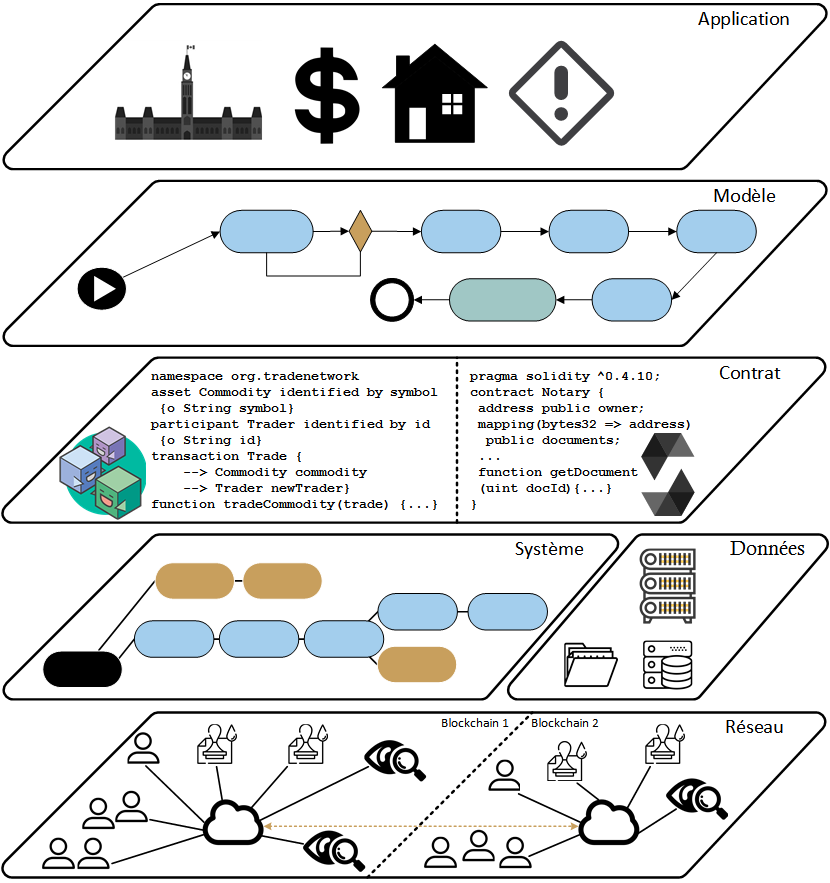 Application
Modèle
Contrat
namespace org.tradenetwork
asset Commodity identified by symbol
{o String symbol}
participant Trader identified by id
{o String id}
transaction Trade {
--> Commodity commodity
--> Trader newTrader}
function tradeCommodity(trade) {...}
pragma solidity ^0.4.10;
contract Notary {
address public owner;
mapping(bytes32 => address)
public documents;
...
function getDocument
(uint docId){...}
}
Système
Données
Blockchain 1
Blockchain 2
Réseau